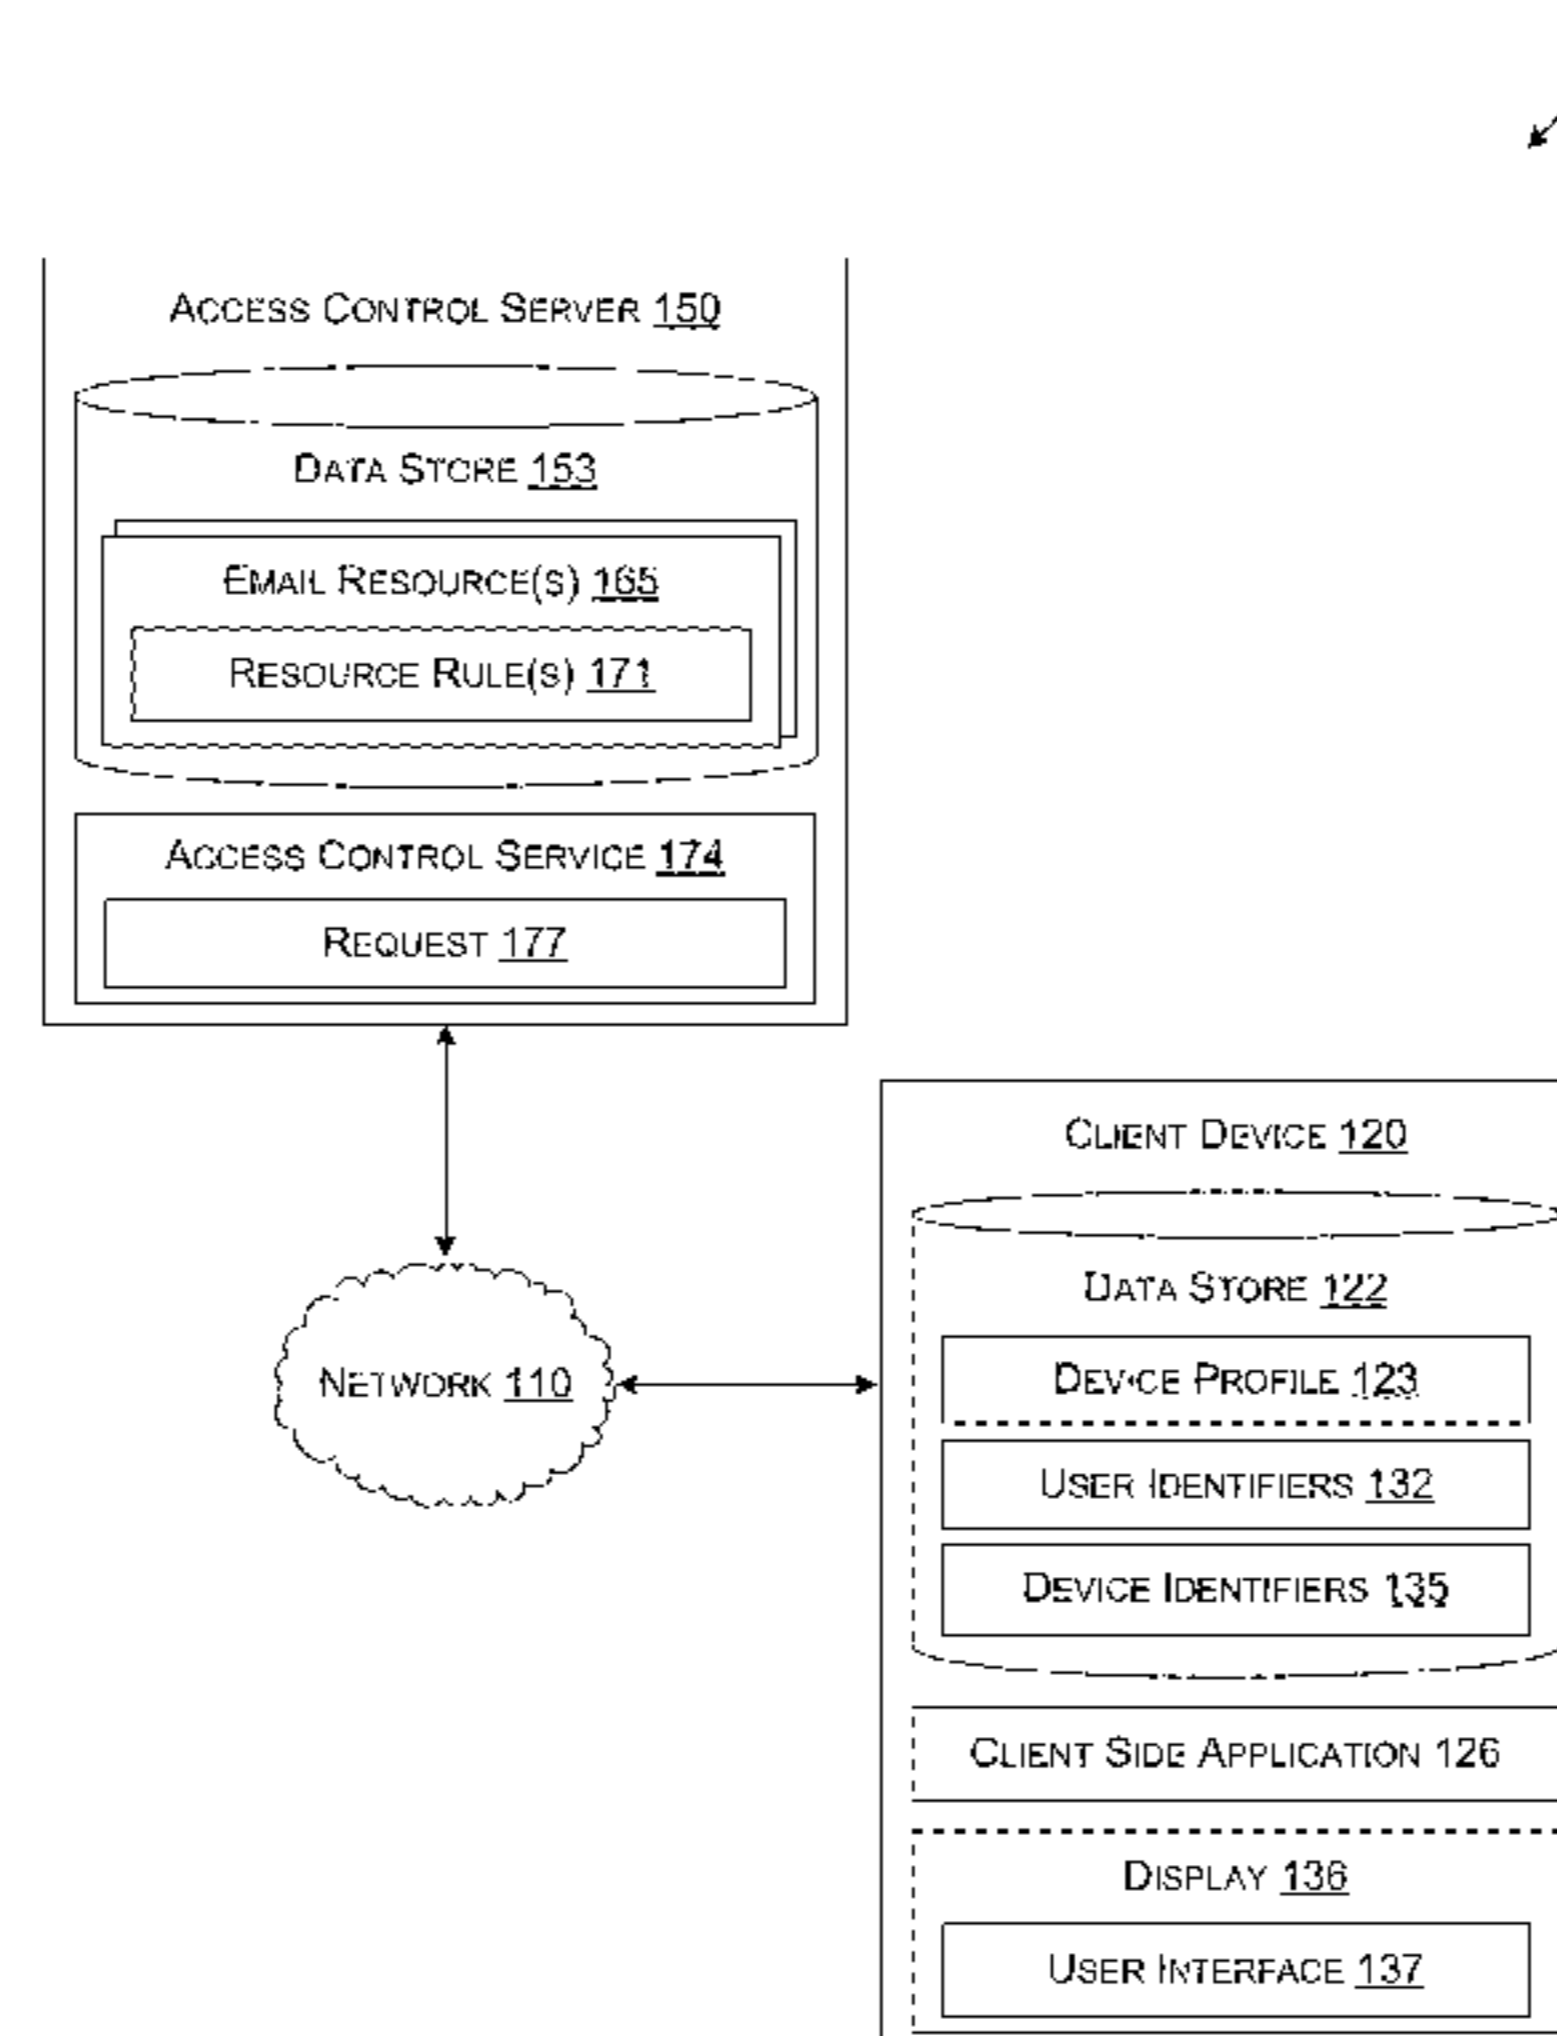 ACCESS CONTROL SERVER 150
DATA STORE 153
EMAIL RESOURCE(S) 165
RESOURCE RULE(S) 171
ACCESS CONTROL SERVICE 174
REQUEST 177
CLIENT DEVICE 120
DATA STORE 122
NETWORK 110
DEVICE PROFILE 123
USER IDENTIFIERS 132
DEVICE IDENTIFIERS 135
CLIENT SIDE APPLICATION 126
DISPLAY 136
USER INTERFACE 137